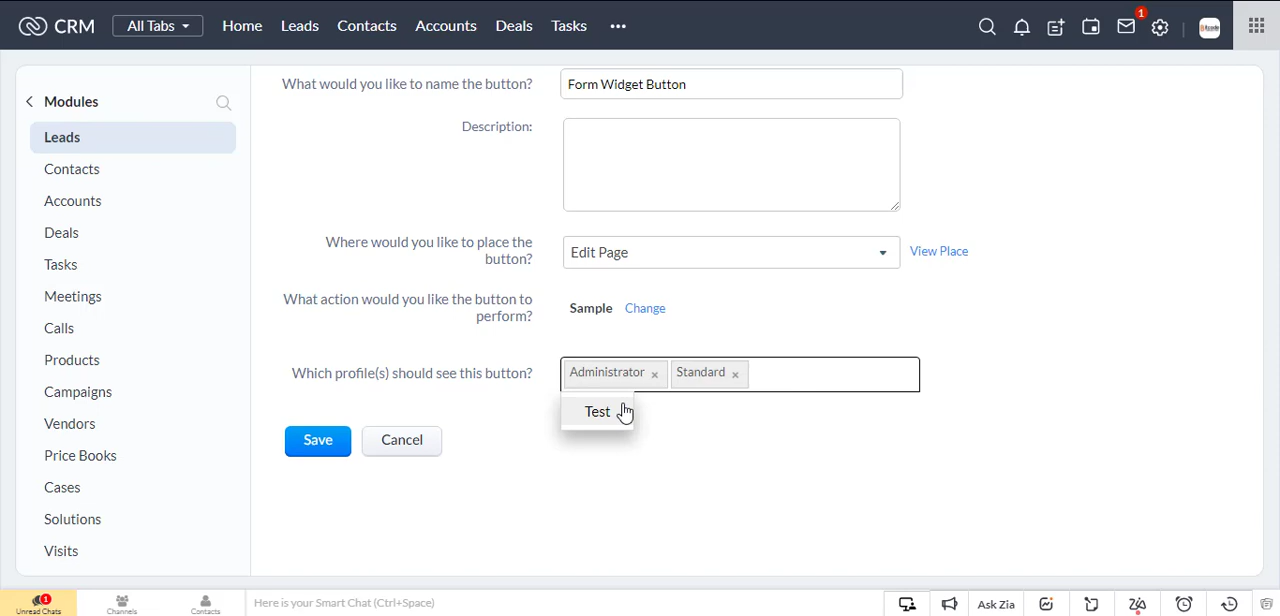 CRM
All Tabs
Home
Leads
Contacts
Accounts
Deals
Tasks
1
Modules
Leads
Contacts
Accounts
Deals
Tasks
Meetings
Calls
Products
Campaigns
Vendors
Price Books
Cases
Solutions
Visits
What would you like to name the button?
Form Widget Button
Description:
Where would you like to place the
button?
Edit Page
View Place
What action would you like the button to
perform?
Sample Change
Which profile(s) should see this button?
Administrator × Standard ×
Test
Save
Cancel
1
Unread Chats
Channels
Contacts
Here is your Smart Chat (Ctrl+Space)
Ask Zia